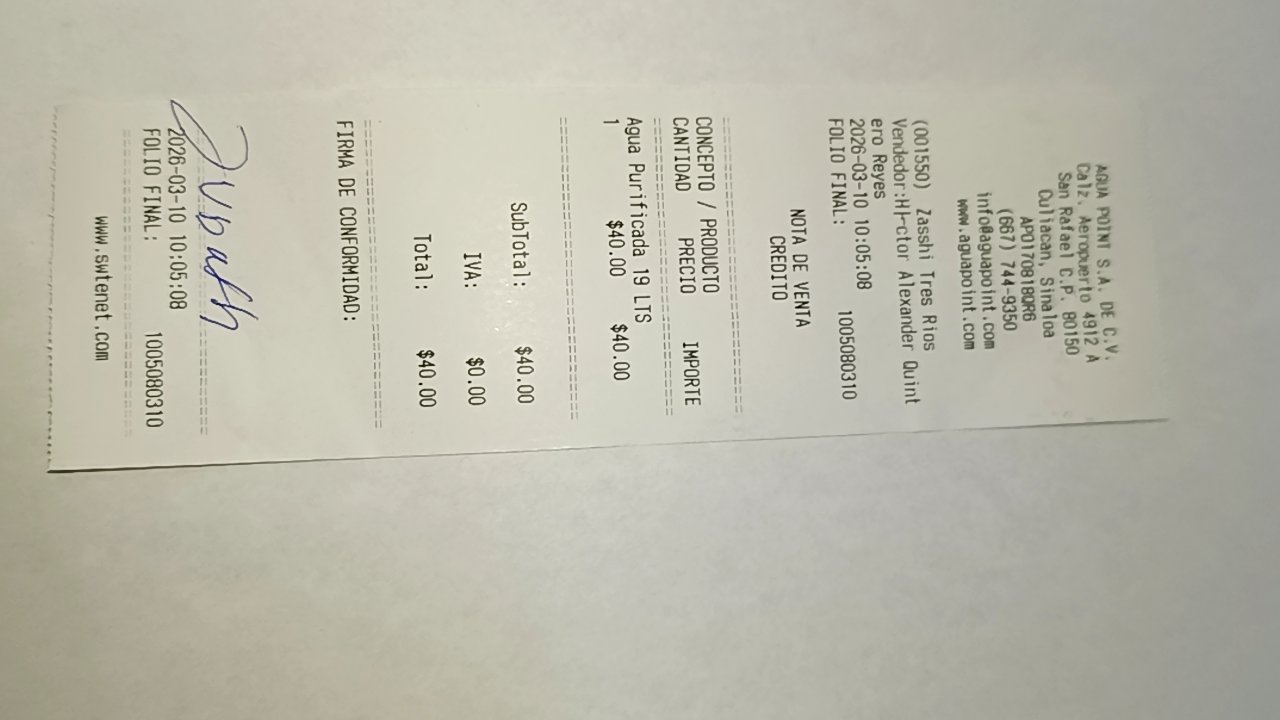 AGUA POINT S.A. DE C.V.
Calz. Aeropuerto 4912 A
San Rafael C.P. 80150
Culiacan, Sinaloa
APO170818QR6
(667) 744-9350
info@aguapoint.com
www.aguapoint.com
(001550) Zasshi Tres Rios
Vendedor:H├-ctor Alexander Quint
ero Reyes
2026-03-10 10:05:08
FOLIO FINAL: 1005080310
NOTA DE VENTA
CREDITO
CONCEPTO / PRODUCTO
CANTIDAD PRECIO IMPORTE
Agua Purificada 19 LTS
1 $40.00 $40.00
SubTotal: $40.00
IVA: $0.00
Total: $40.00
FIRMA DE CONFORMIDAD:
2026-03-10 10:05:08
FOLIO FINAL: 1005080310
www.swtenet.com